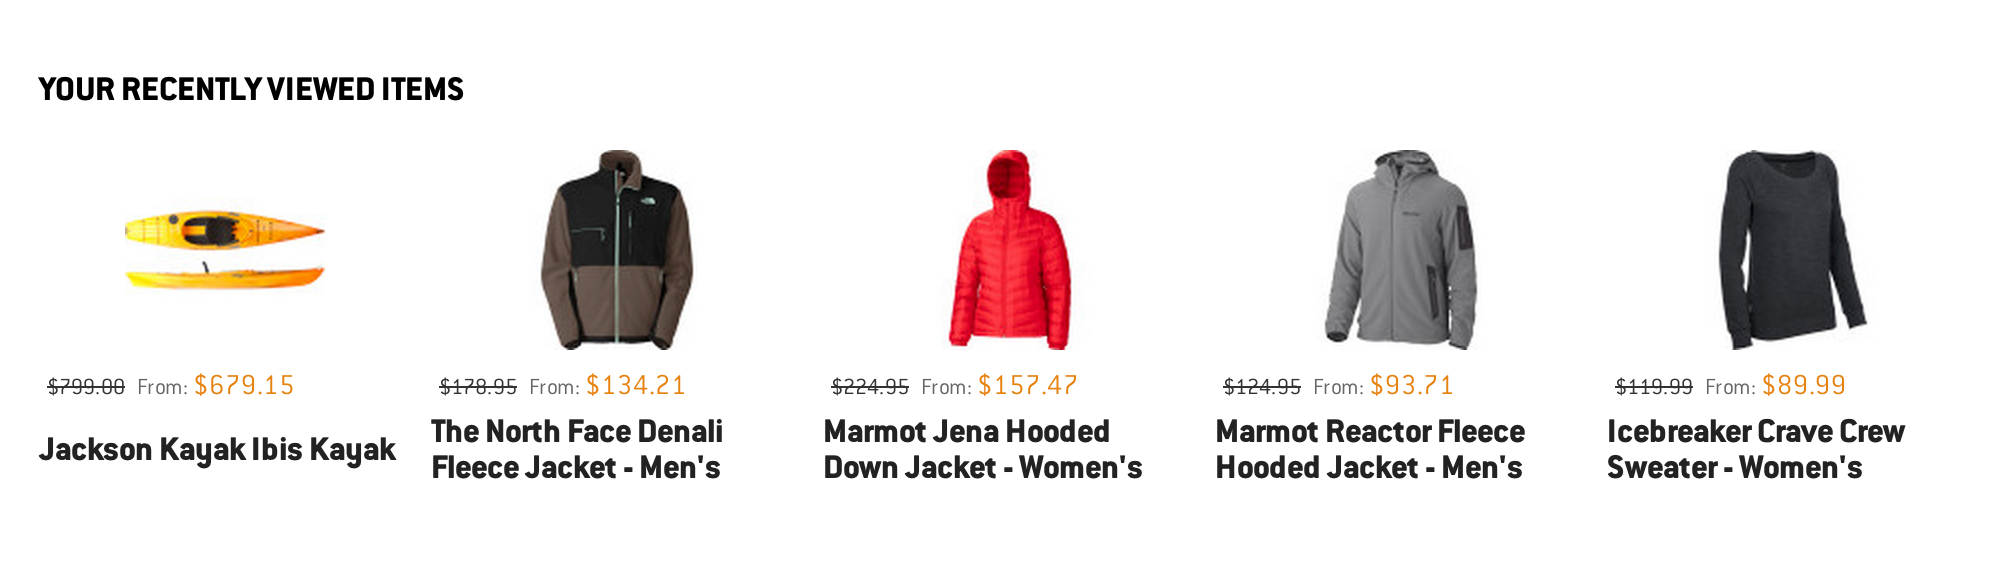 YOUR RECENTLY VIEWED ITEMS
$799.00 From: $679.15
Jackson Kayak Ibis Kayak
$178.95 From: $134.21
The North Face Denali
Fleece Jacket - Men's
$224.95 From: $157.47
Marmot Jena Hooded
Down Jacket - Women's
$124.95 From: $93.71
Marmot Reactor Fleece
Hooded Jacket - Men's
$119.99 From: $89.99
Icebreaker Crave Crew
Sweater - Women's